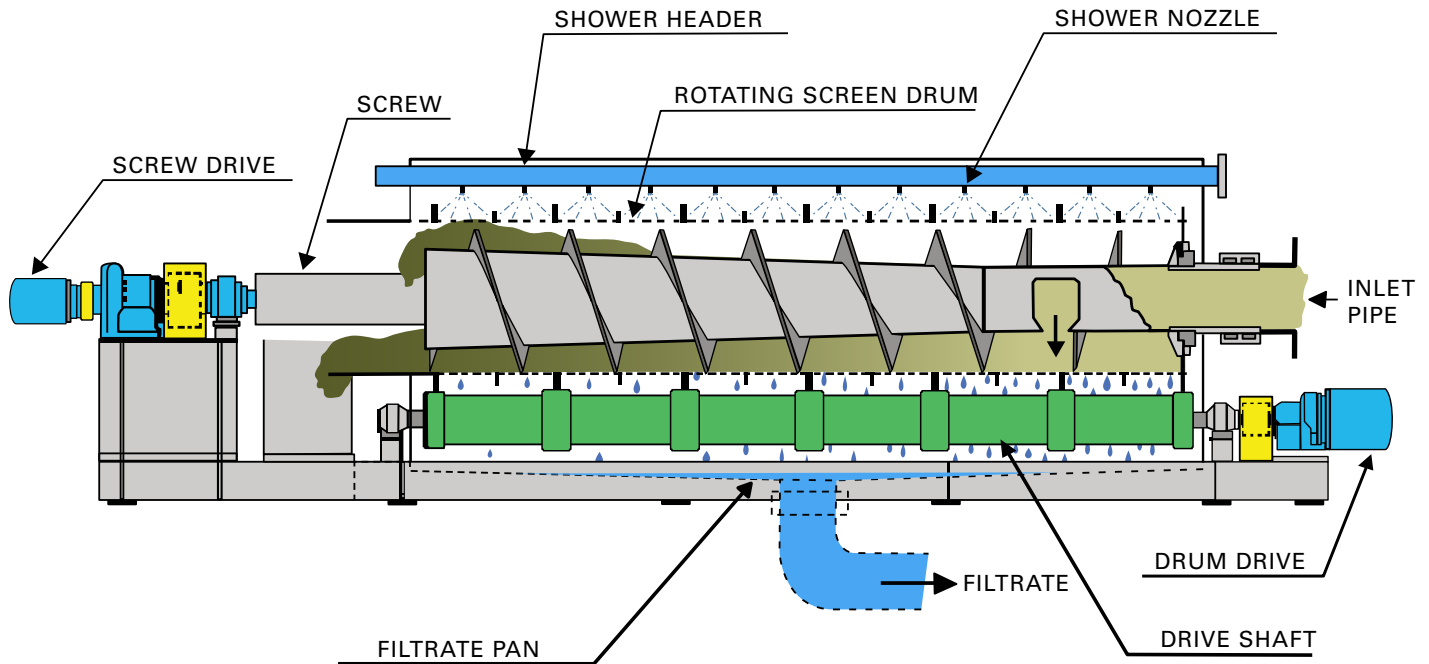 SHOWER HEADER
SHOWER NOZZLE
SCREW
ROTATING SCREEN DRUM
SCREW DRIVE
INLET
PIPE
DRUM DRIVE
FILTRATE
DRIVE SHAFT
FILTRATE PAN